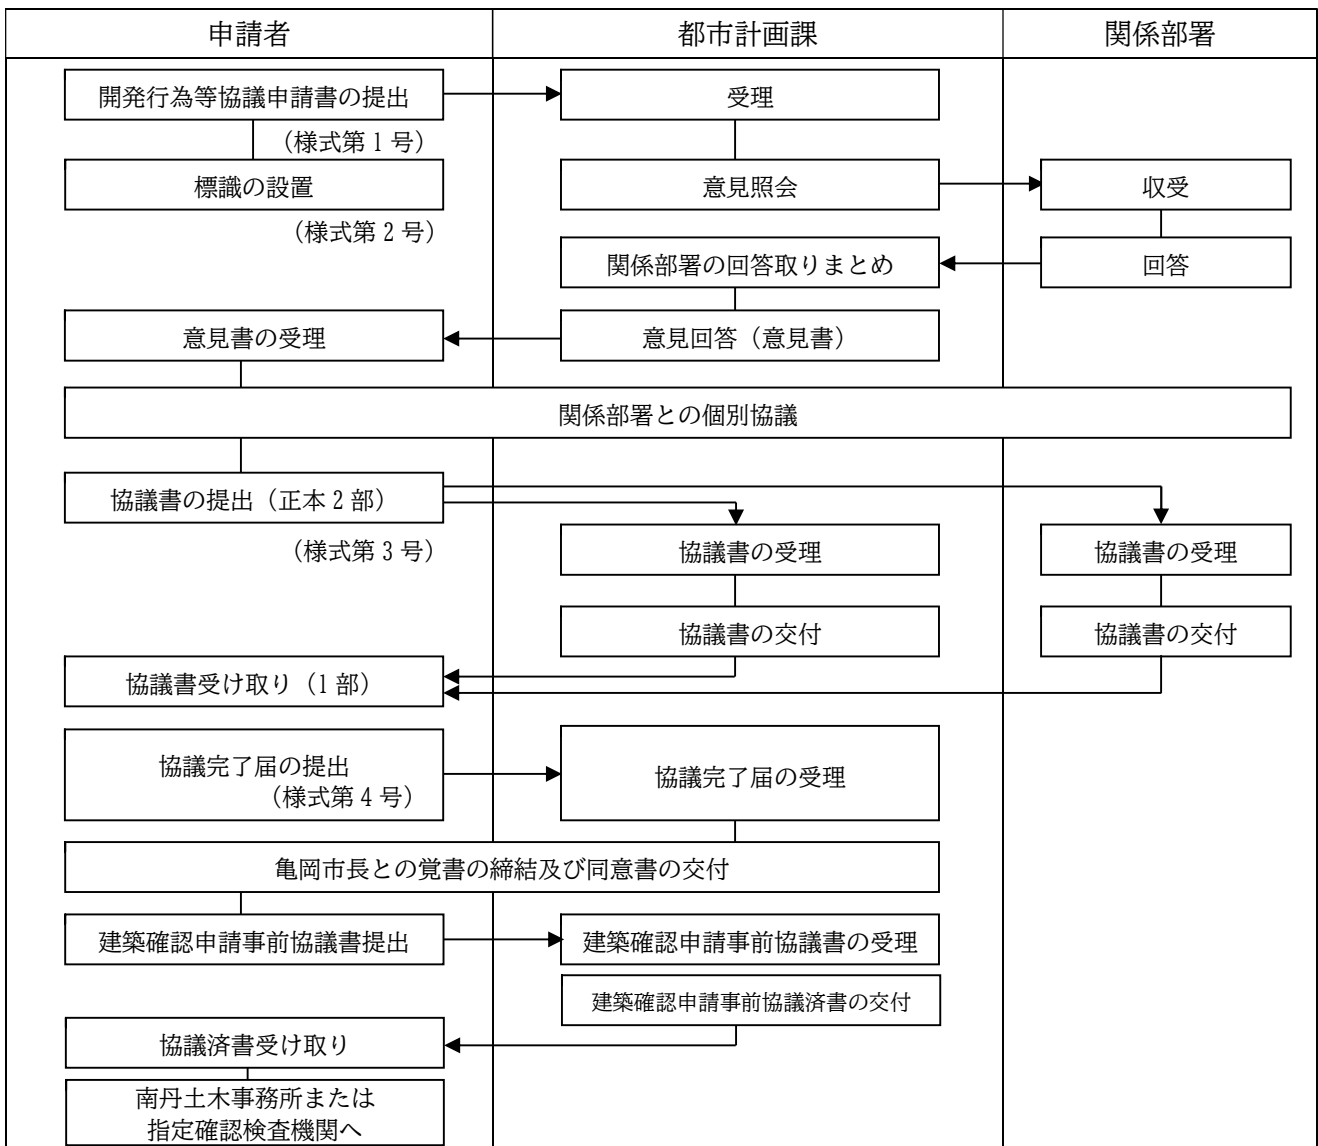 申請者
都市計画課
関係部署
開発行為等協議申請書の提出
受理
(様式第1号)
標識の設置
意見照会
収受
(様式第2号)
関係部署の回答取りまとめ
回答
意見書の受理
意見回答(意見書)
関係部署との個別協議
協議書の提出(正本2部)
(様式第3号)
協議書の受理
協議書の受理
協議書の交付
協議書の交付
協議書受け取り(1部)
協議完了届の提出
(様式第4号)
協議完了届の受理
亀岡市長との覚書の締結及び同意書の交付
建築確認申請事前協議書提出
建築確認申請事前協議書の受理
建築確認申請事前協議済書の交付
協議済書受け取り
南丹土木事務所または
指定確認検査機関へ